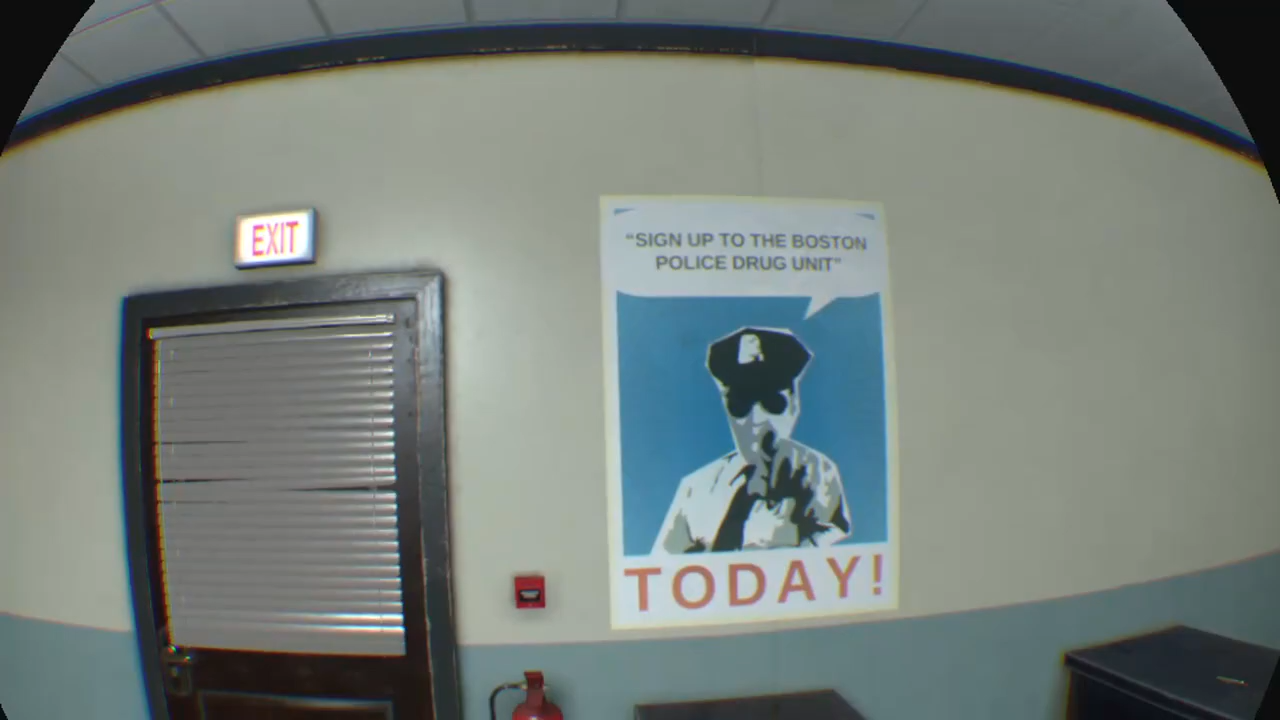 EXIT
“SIGN UP TO THE BOSTON
POLICE DRUG UNIT”
TODAY!